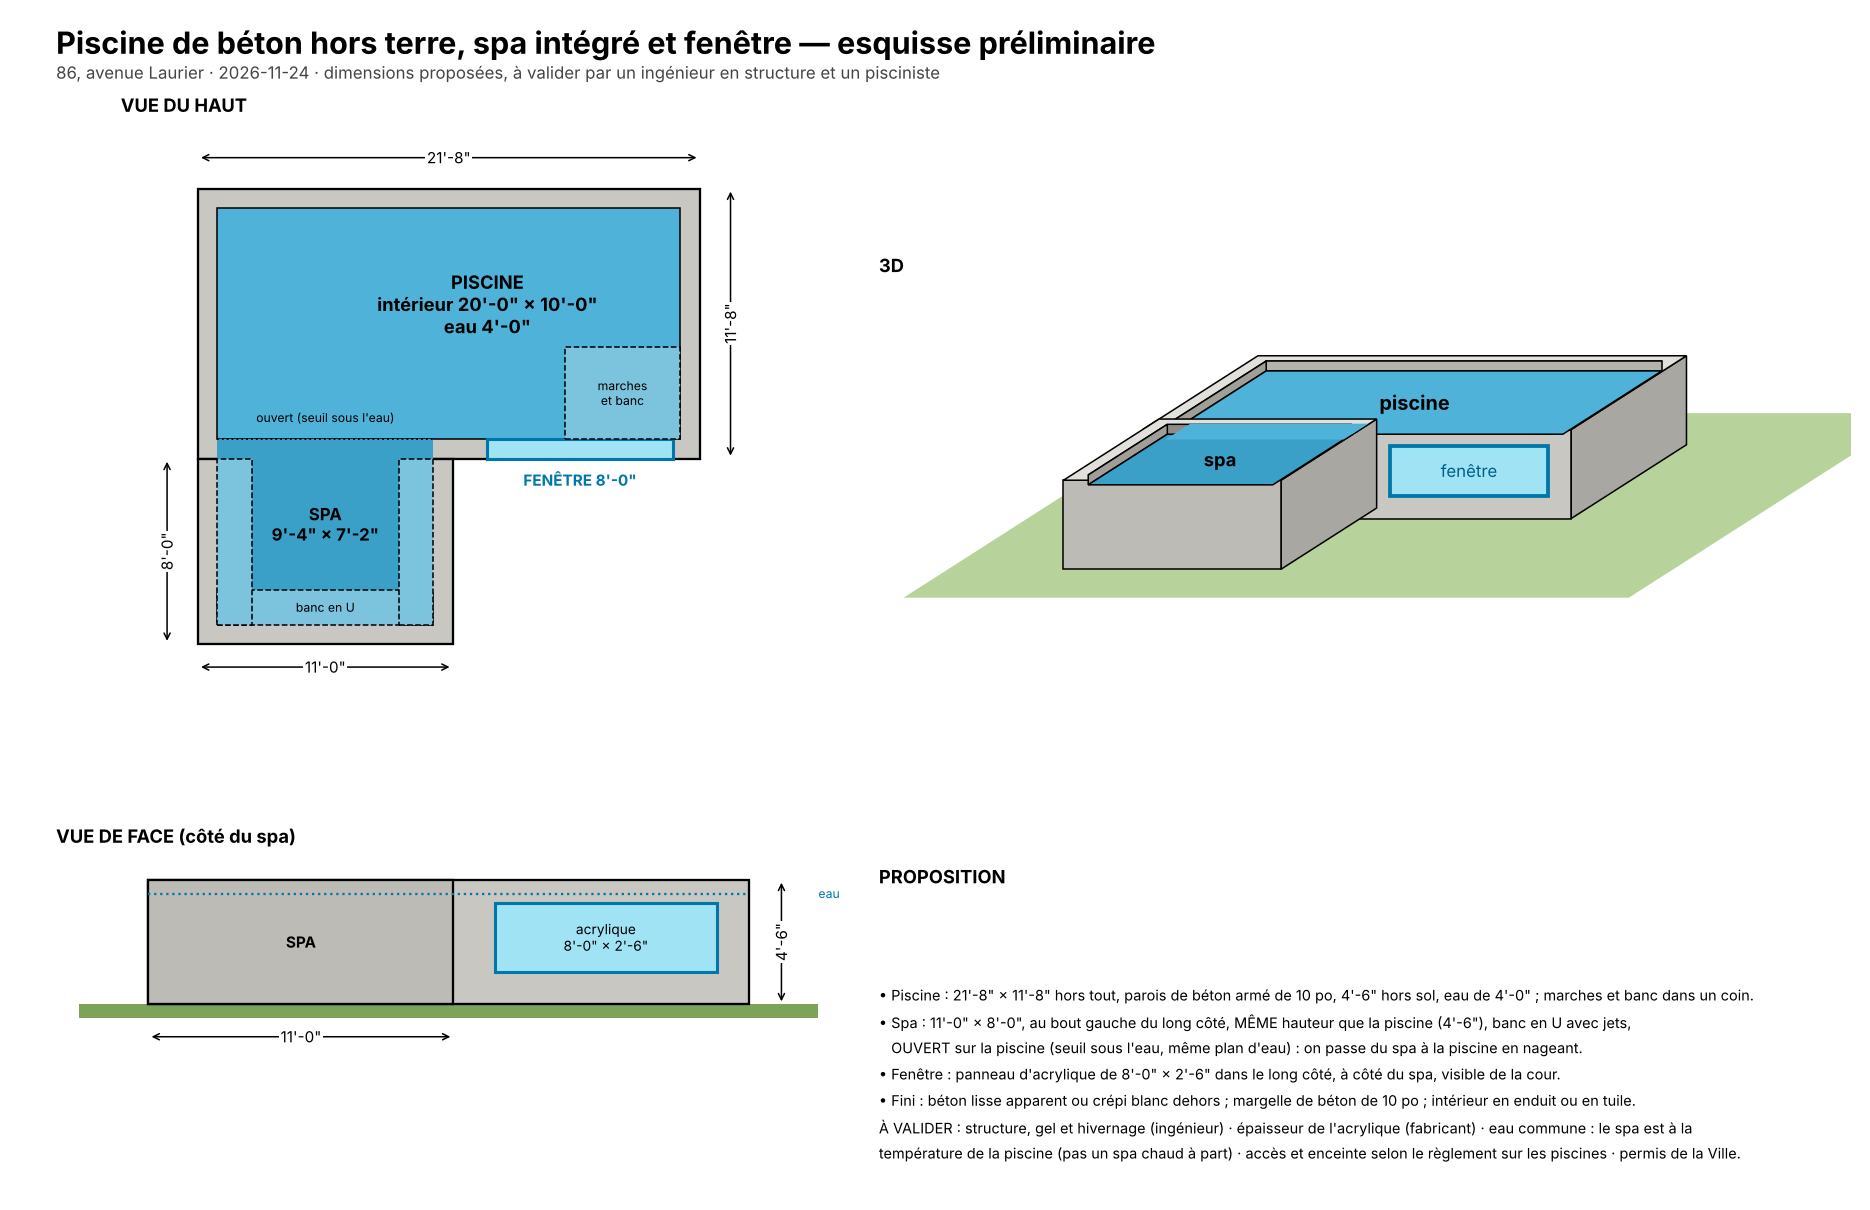 Piscine de béton hors terre, spa intégré et fenêtre — esquisse préliminaire
86, avenue Laurier · 2026-11-24 · dimensions proposées, à valider par un ingénieur en structure et un pisciniste
VUE DU HAUT
21'-8"
PISCINE
intérieur 20'-0" × 10'-0"
eau 4'-0"
11'-8"
marches
et banc
ouvert (seuil sous l'eau)
FENÊTRE 8'-0"
SPA
9'-4" × 7'-2"
8'-0"
banc en U
11'-0"
3D
piscine
spa
fenêtre
VUE DE FACE (côté du spa)
eau
acrylique
8'-0" × 2'-6"
SPA
4'-6"
11'-0"
PROPOSITION
• Piscine : 21'-8" × 11'-8" hors tout, parois de béton armé de 10 po, 4'-6" hors sol, eau de 4'-0" ; marches et banc dans un coin.
• Spa : 11'-0" × 8'-0", au bout gauche du long côté, MÊME hauteur que la piscine (4'-6"), banc en U avec jets,
OUVERT sur la piscine (seuil sous l'eau, même plan d'eau) : on passe du spa à la piscine en nageant.
• Fenêtre : panneau d'acrylique de 8'-0" × 2'-6" dans le long côté, à côté du spa, visible de la cour.
• Fini : béton lisse apparent ou crépi blanc dehors ; margelle de béton de 10 po ; intérieur en enduit ou en tuile.
À VALIDER : structure, gel et hivernage (ingénieur) · épaisseur de l'acrylique (fabricant) · eau commune : le spa est à la
température de la piscine (pas un spa chaud à part) · accès et enceinte selon le règlement sur les piscines · permis de la Ville.